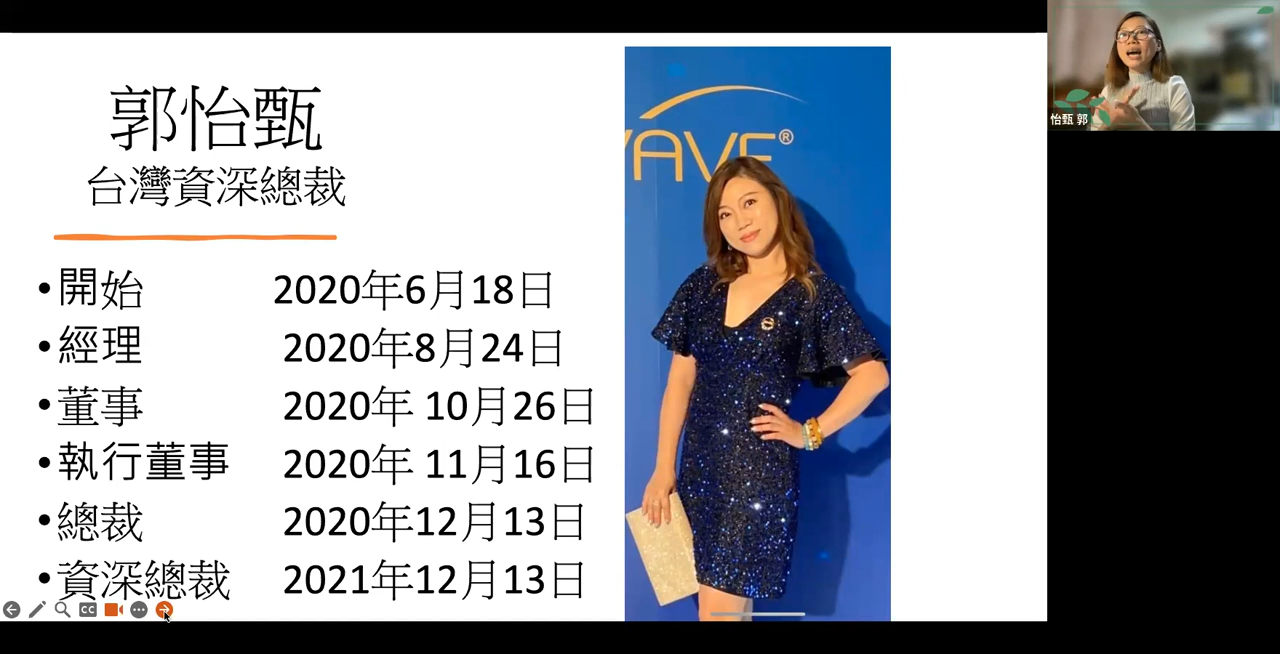 郭怡甄
台灣資深總裁
•開始 2020年6月18日
•經理 2020年8月24日
•董事 2020年 10月26日
•執行董事 2020年 11月16日
•總裁 2020年12月13日
•資深總裁 2021年12月13日
CC
WAVE®
怡甄 郭